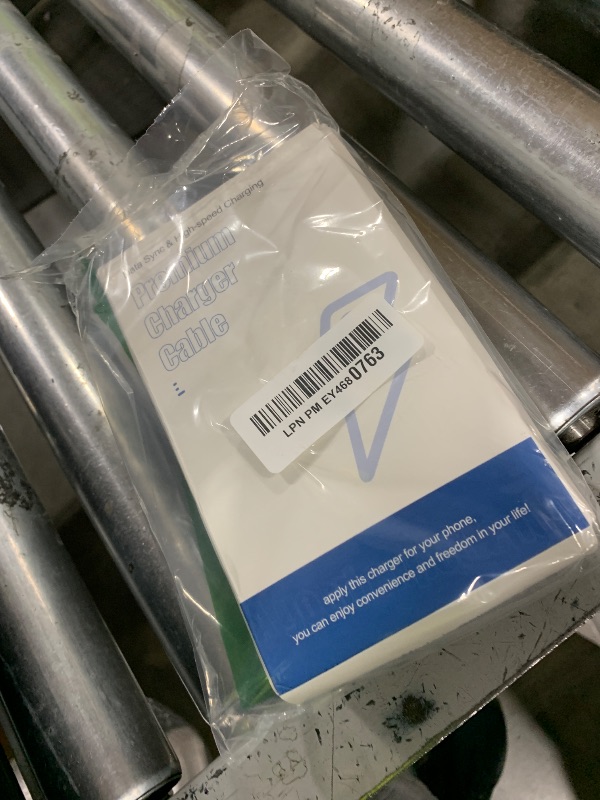 Data Sync & High-speed Charging
Premium
Charger
Cable
LPN PM EY468 0763
apply this charger for your phone,
you can enjoy convenience and freedom in your life!